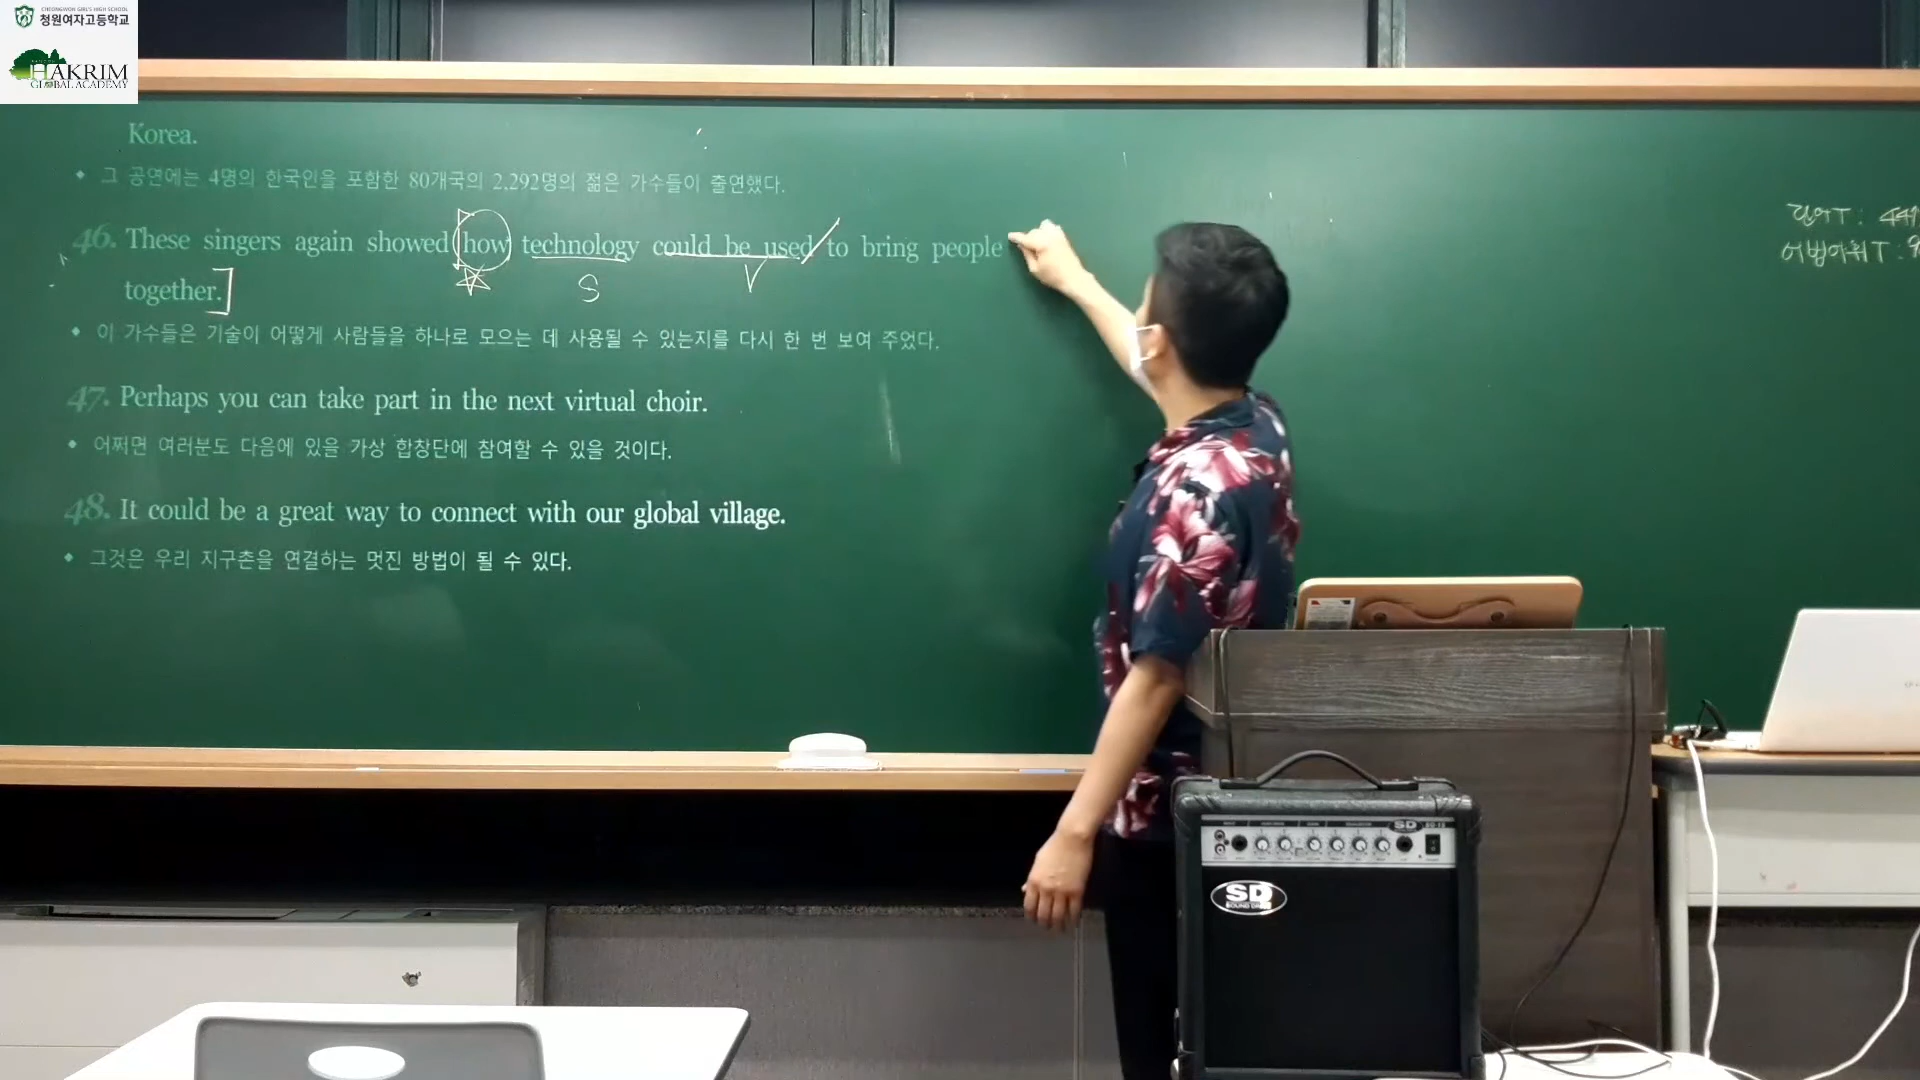 CHEONGWON GIRL'S HIGH SCHOOL
청원여자고등학교
HAKRIM
GLOBAL ACADEMY
Korea.
◆ 그 공연에는 4명의 한국인을 포함한 80개국의 2,292명의 젊은 가수들이 출연했다.
46. These singers again showed how technology could be used to bring people
S V
together.
◆ 이 가수들은 기술이 어떻게 사람들을 하나로 모으는 데 사용될 수 있는지를 다시 한 번 보여 주었다.
47. Perhaps you can take part in the next virtual choir.
◆ 어쩌면 여러분도 다음에 있을 가상 합창단에 참여할 수 있을 것이다.
48. It could be a great way to connect with our global village.
◆ 그것은 우리 지구촌을 연결하는 멋진 방법이 될 수 있다.
SD
SD